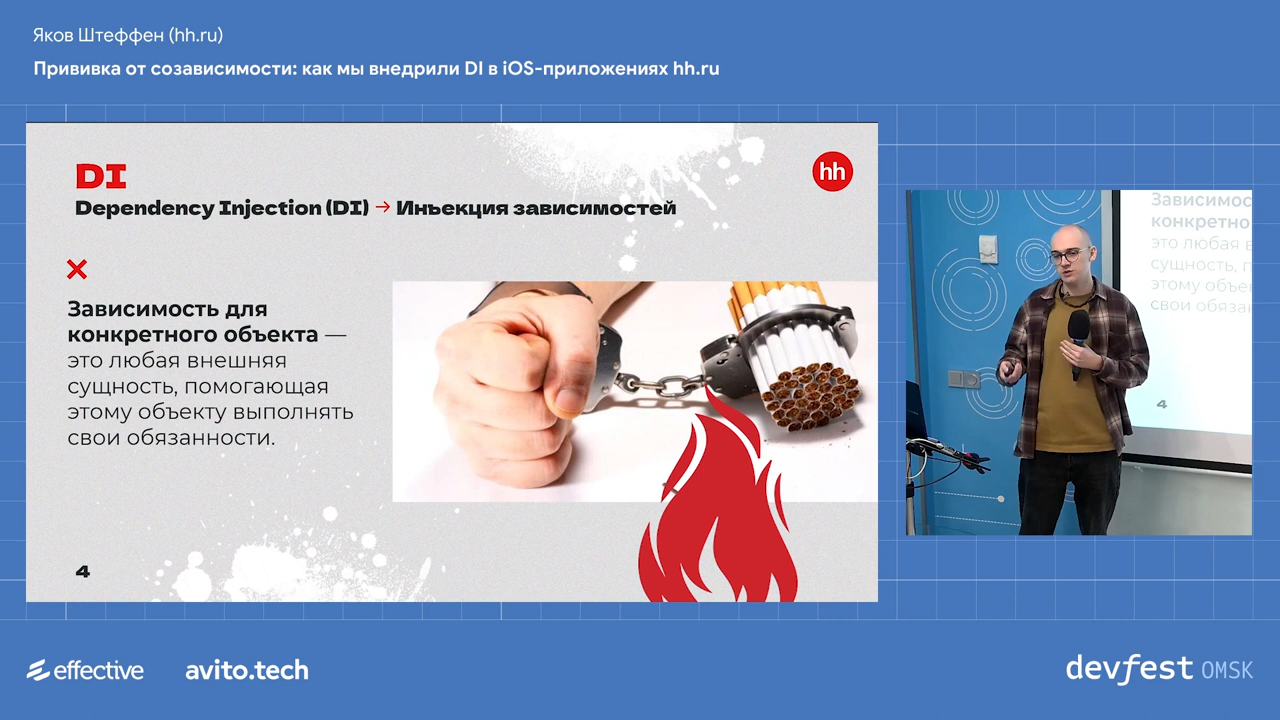 Яков Штеффен (hh.ru)
Прививка от созависимости: как мы внедрили DI в iOS-приложениях hh.ru
DI
hh
Dependency Injection (DI) → Инъекция зависимостей
Зависимость для
конкретного объекта —
это любая внешняя
сущность, помогающая
этому объекту выполнять
свои обязанности.
4
Зависимос
конкретно
это любая в
сущность, п
этому объе
свои обяза
4
effective
avito.tech
devfest OMSK